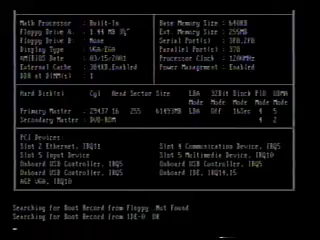 Math Processor : Built-In
Base Memory Size : 640KB
Floppy Drive A: : 1.44 MB 3½"
Ext. Memory Size : 255MB
Floppy Drive B: : None
Serial Port(s) : 3F8,2F8
Display Type : VGA/EGA
Parallel Port(s) : 378
AMIBIOS Date : 03/15/2001
Processor Clock : 1200MHz
External Cache : 384KB,Enabled
Power Management : Enabled
Hard Disk(s) Cyl Head Sector Size LBA 32Bit Block PIO UDMA
Mode Mode Mode Mode Mode
Primary Master : 29437 16 255 61493MB LBA Off 16Sec 4 5
Secondary Master : DVD-ROM 4 2
PCI Devices:
Slot 2 Ethernet, IRQ11
Slot 4 Communication Device, IRQ5
Slot 5 Input Device
Slot 5 Multimedia Device, IRQ10
Onboard USB Controller, IRQ5
Onboard USB Controller, IRQ5
Onboard USB Controller, IRQ5
Onboard IDE, IRQ14,15
AGP VGA, IRQ10
Searching for Boot Record from Floppy..Not Found
Searching for Boot Record from IDE-0..OK